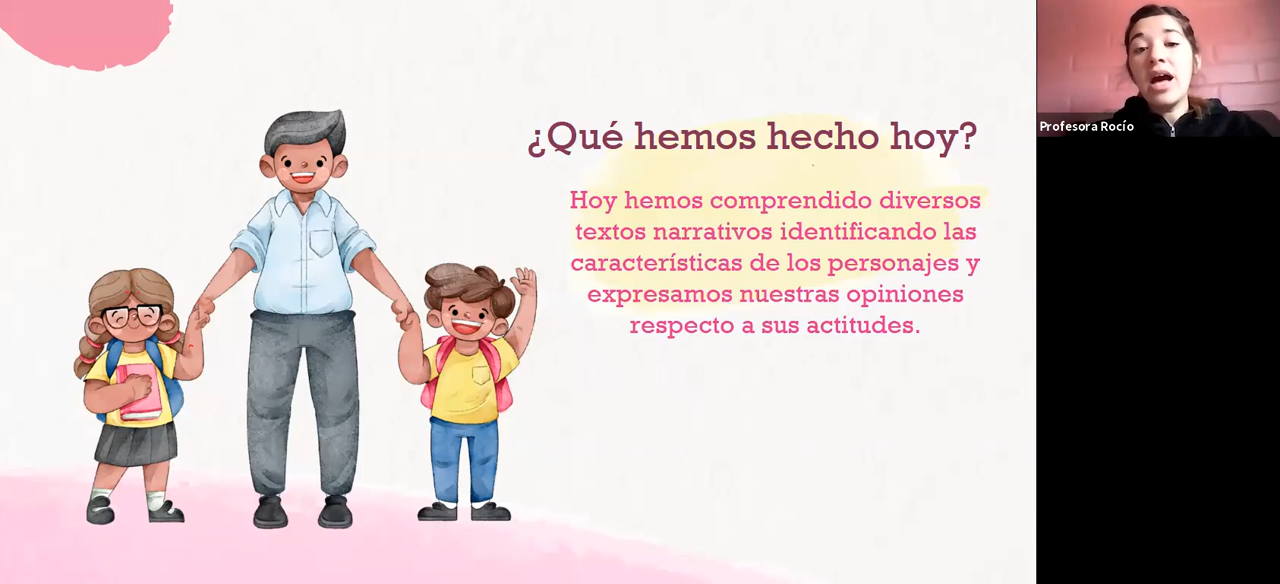 ¿Qué hemos hecho hoy?
Hoy hemos comprendido diversos
textos narrativos identificando las
características de los personajes y
expresamos nuestras opiniones
respecto a sus actitudes.
Profesora Rocío